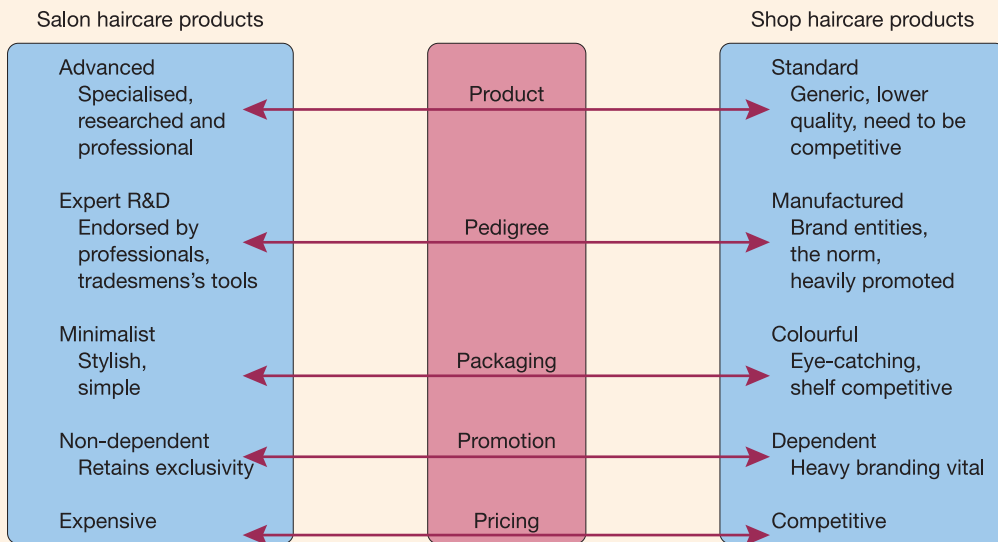 Salon haircare products
Shop haircare products
Advanced
Specialised,
researched and
professional
Product
Standard
Generic, lower
quality, need to be
competitive
Expert R&D
Endorsed by
professionals,
tradesmens's tools
Pedigree
Manufactured
Brand entities,
the norm,
heavily promoted
Minimalist
Stylish,
simple
Packaging
Colourful
Eye-catching,
shelf competitive
Non-dependent
Retains exclusivity
Promotion
Dependent
Heavy branding vital
Expensive
Pricing
Competitive